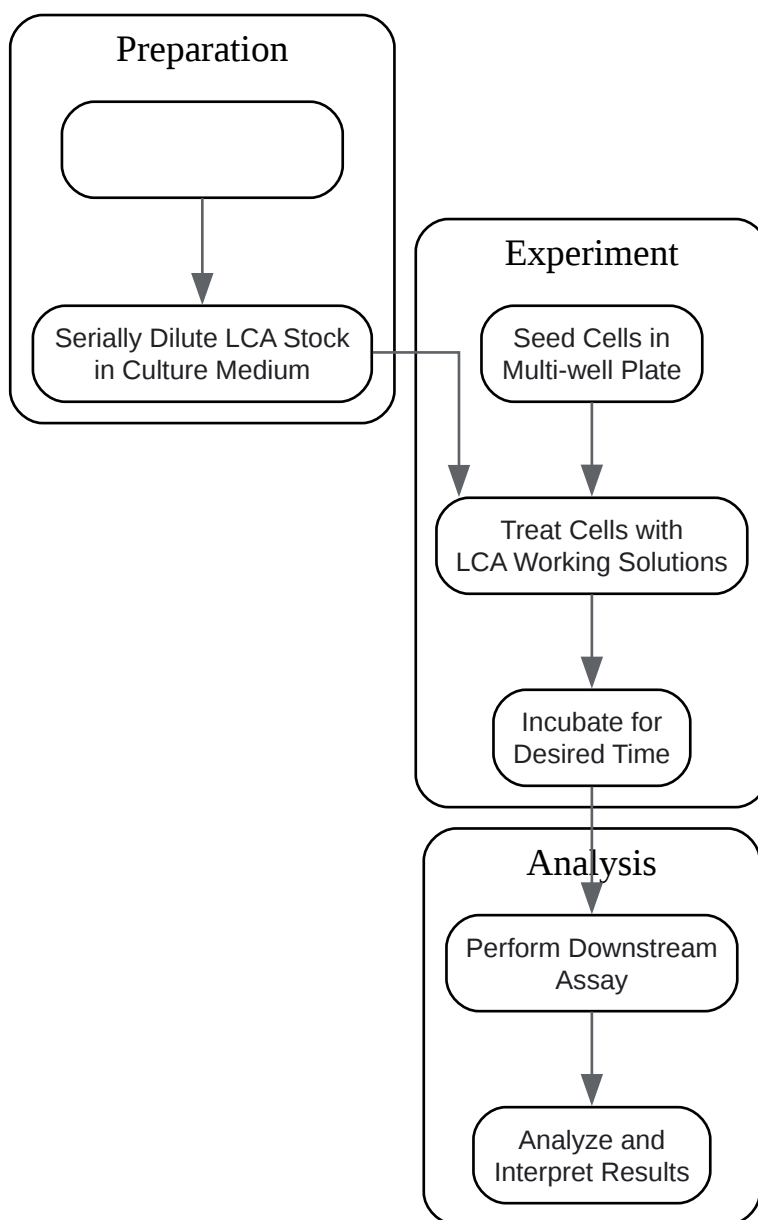 Preparation
Serially Dilute LCA Stock
in Culture Medium
Experiment
Seed Cells in
Multi-well Plate
Treat Cells with
LCA Working Solutions
Incubate for
Desired Time
Analysis
Perform Downstream
Assay
Analyze and
Interpret Results